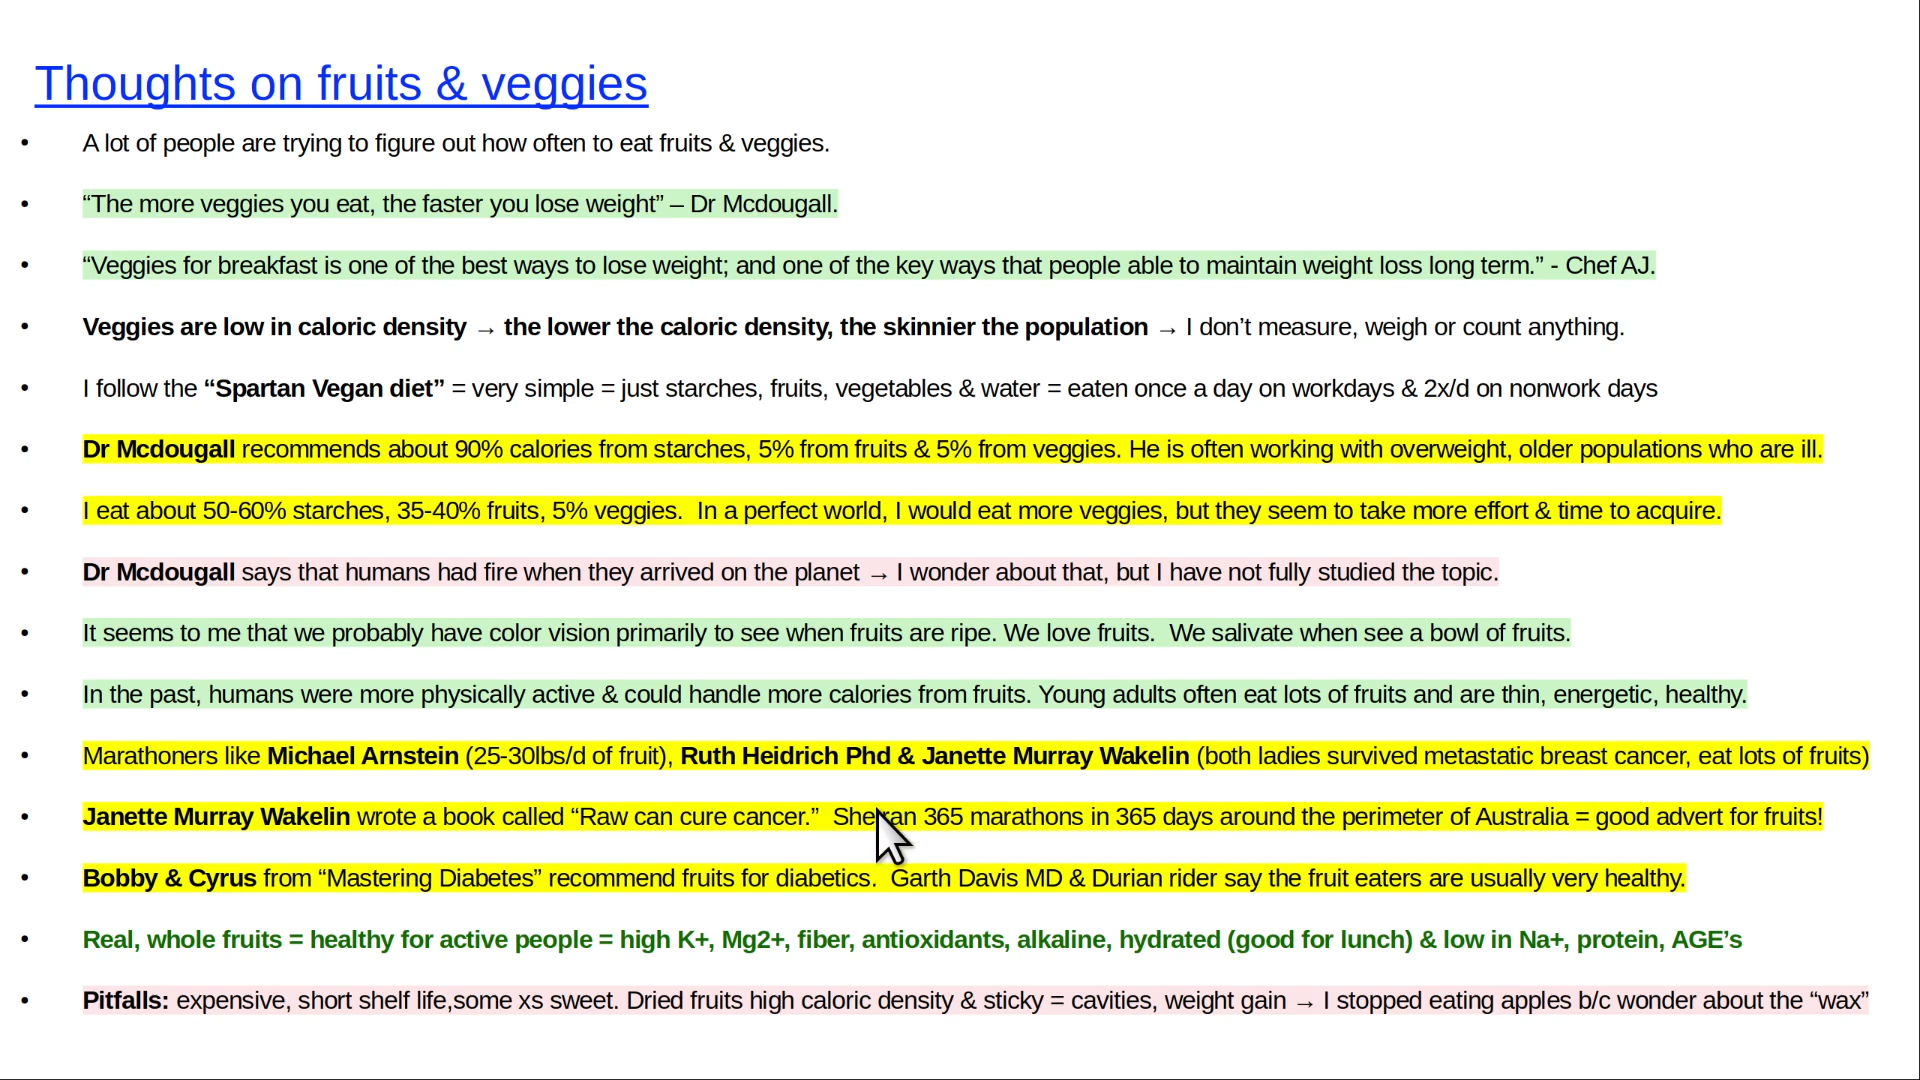 Thoughts on fruits & veggies
• A lot of people are trying to figure out how often to eat fruits & veggies.
• “The more veggies you eat, the faster you lose weight” – Dr Mcdougall.
• “Veggies for breakfast is one of the best ways to lose weight; and one of the key ways that people able to maintain weight loss long term.” - Chef AJ.
• Veggies are low in caloric density → the lower the caloric density, the skinnier the population → I don’t measure, weigh or count anything.
• I follow the “Spartan Vegan diet” = very simple = just starches, fruits, vegetables & water = eaten once a day on workdays & 2x/d on nonwork days
• Dr Mcdougall recommends about 90% calories from starches, 5% from fruits & 5% from veggies. He is often working with overweight, older populations who are ill.
• I eat about 50-60% starches, 35-40% fruits, 5% veggies.  In a perfect world, I would eat more veggies, but they seem to take more effort & time to acquire.
• Dr Mcdougall says that humans had fire when they arrived on the planet → I wonder about that, but I have not fully studied the topic.
• It seems to me that we probably have color vision primarily to see when fruits are ripe. We love fruits.  We salivate when see a bowl of fruits.
• In the past, humans were more physically active & could handle more calories from fruits. Young adults often eat lots of fruits and are thin, energetic, healthy.
• Marathoners like Michael Arnstein (25-30lbs/d of fruit), Ruth Heidrich Phd & Janette Murray Wakelin (both ladies survived metastatic breast cancer, eat lots of fruits)
• Janette Murray Wakelin wrote a book called “Raw can cure cancer.”  She ran 365 marathons in 365 days around the perimeter of Australia = good advert for fruits!
• Bobby & Cyrus from “Mastering Diabetes” recommend fruits for diabetics.  Garth Davis MD & Durian rider say the fruit eaters are usually very healthy.
• Real, whole fruits = healthy for active people = high K+, Mg2+, fiber, antioxidants, alkaline, hydrated (good for lunch) & low in Na+, protein, AGE’s
• Pitfalls: expensive, short shelf life,some xs sweet. Dried fruits high caloric density & sticky = cavities, weight gain → I stopped eating apples b/c wonder about the “wax”